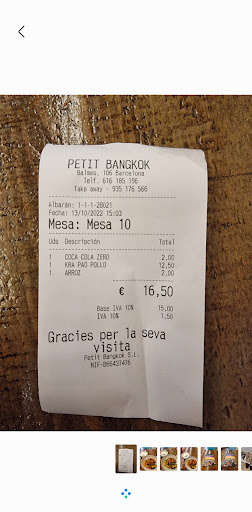 PETIT BANGKOK
Balmes, 106 Barcelona
Telf. 616 185 196
Take away - 935 176 566
Albarán: 1-1-1-28021
Fecha: 13/10/2022 15:03
Mesa: Mesa 10
Uds Descripción Total
1 COCA COLA ZERO 2,00
1 KRA PAO POLLO 12,50
1 ARROZ 2,00
€ 16,50
Base IVA 10% 15,00
IVA 10% 1,50
Gracies per la seva
visita
Petit Bangkok S.L.
NIF-B66437476